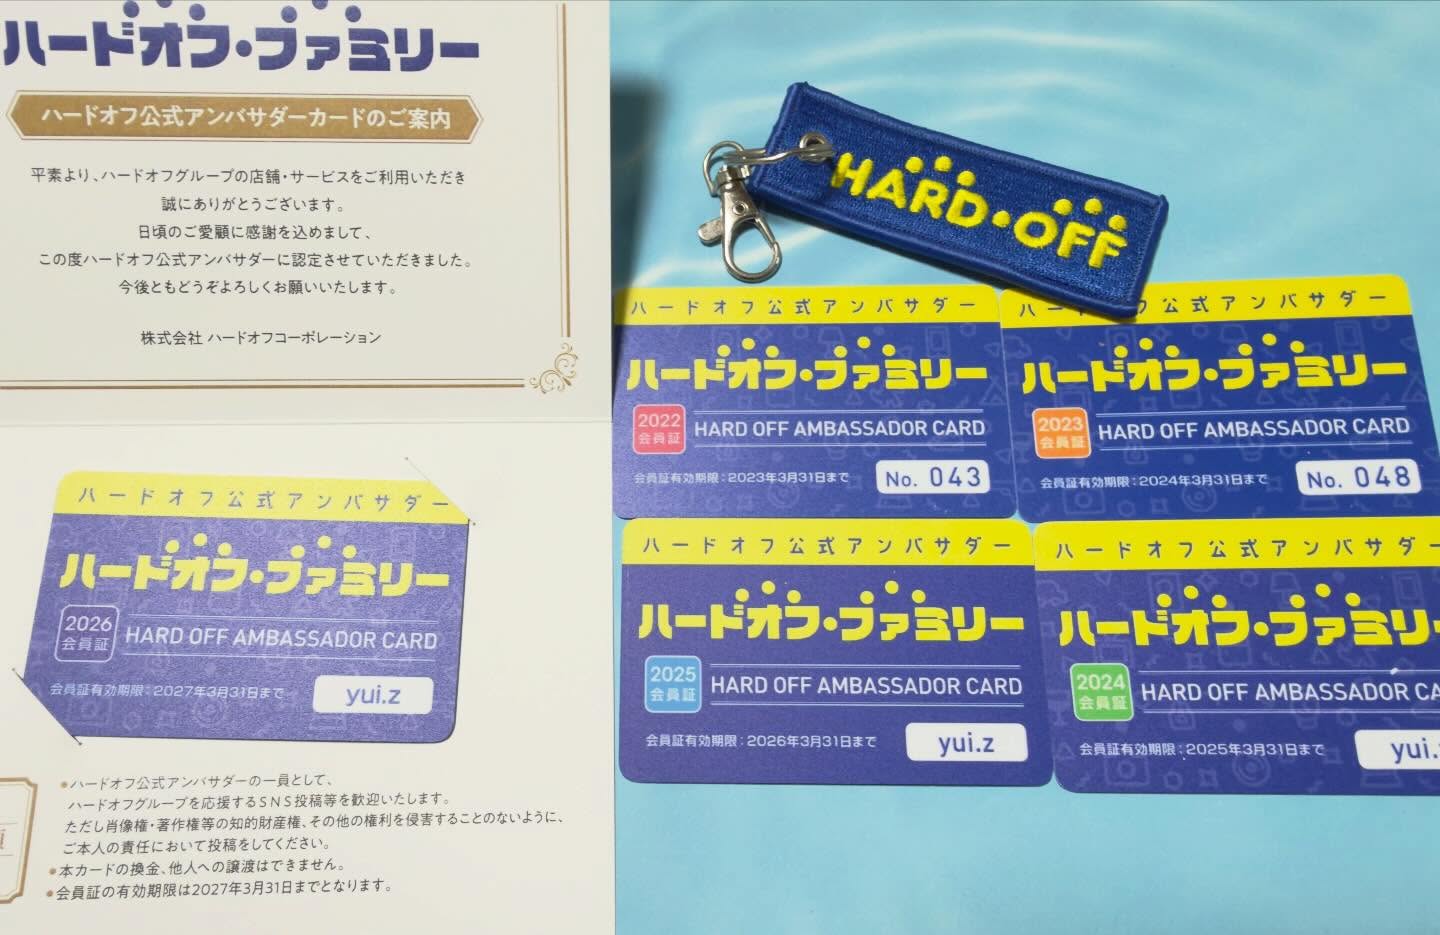 ハードオフ・ファミリー
ハードオフ公式アンバサダーカードのご案内
平素より、ハードオフグループの店舗・サービスをご利用いただき
誠にありがとうございます。
日頃のご愛顧に感謝を込めまして、
この度ハードオフ公式アンバサダーに認定させていただきました。
今後ともどうぞよろしくお願いいたします。
株式会社 ハードオフコーポレーション
ハードオフ公式アンバサダー
ハードオフ・ファミリー
2026
会員証
HARD OFF AMBASSADOR CARD
会員証有効期限：2027年3月31日まで
yui.z
●ハードオフ公式アンバサダーの一員として、
ハードオフグループを応援するSNS投稿等を歓迎いたします。
ただし肖像権・著作権等の知的財産権、その他の権利を侵害することのないように、
ご本人の責任において投稿をしてください。
●本カードの換金、他人への譲渡はできません。
●会員証の有効期限は2027年3月31日までとなります。
HARD・OFF
ハードオフ公式アンバサダー
ハードオフ・ファミリー
2022
会員証
HARD OFF AMBASSADOR CARD
会員証有効期限：2023年3月31日まで
No. 043
ハードオフ公式アンバサダー
ハードオフ・ファミリー
2023
会員証
HARD OFF AMBASSADOR CARD
会員証有効期限：2024年3月31日まで
No. 048
ハードオフ公式アンバサダー
ハードオフ・ファミリー
2025
会員証
HARD OFF AMBASSADOR CARD
会員証有効期限：2026年3月31日まで
yui.z
ハードオフ公式アンバサダー
ハードオフ・ファミリー
2024
会員証
HARD OFF AMBASSADOR CA
会員証有効期限：2025年3月31日まで
yui.